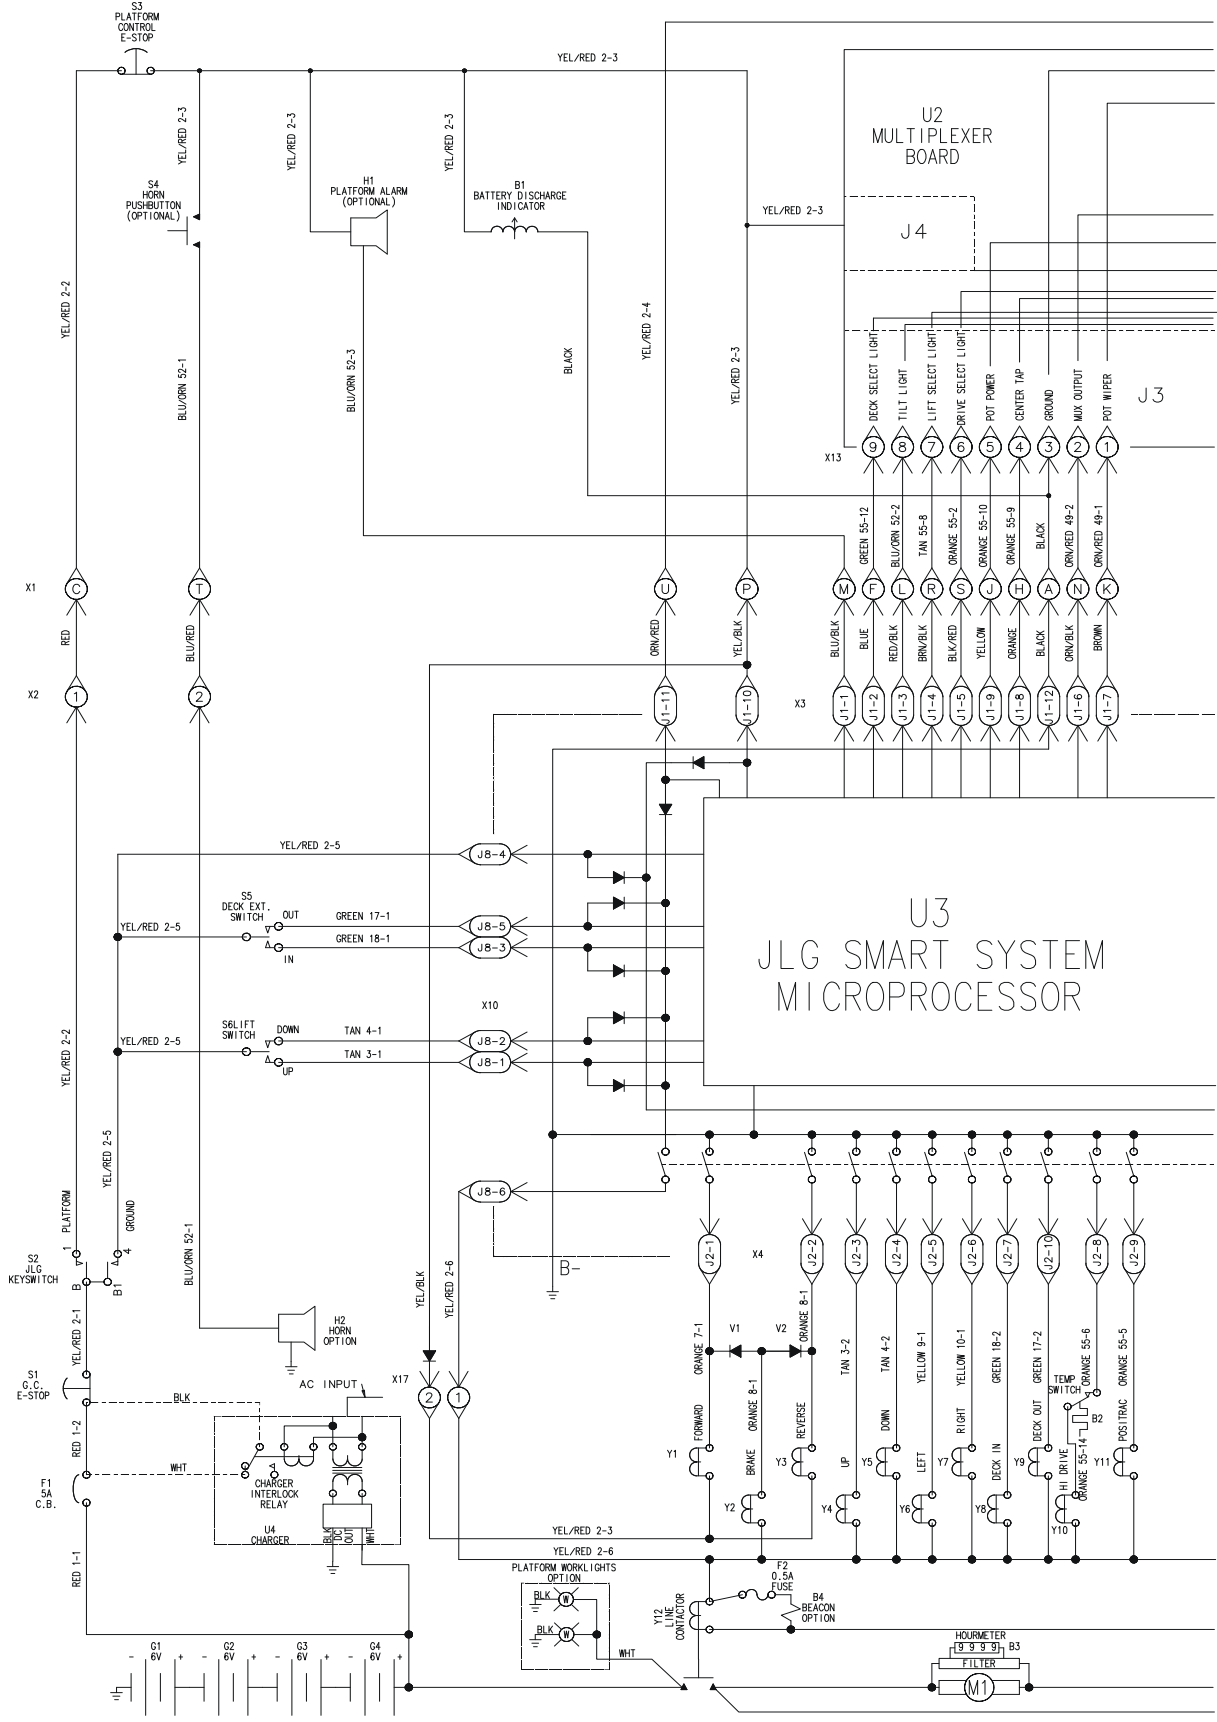 S3
PLATFORM
CONTROL
E-STOP
YEL/RED 2-3
YEL/RED 2-3
YEL/RED 2-3
YEL/RED 2-3
U2
MULTIPLEXER
BOARD
S4
HORN
PUSHBUTTON
(OPTIONAL)
H1
PLATFORM ALARM
(OPTIONAL)
B1
BATTERY DISCHARGE
INDICATOR
YEL/RED 2-3
J4
YEL/RED 2-2
BLU/ORN 52-1
BLU/ORN 52-3
BLACK
YEL/RED 2-4
YEL/RED 2-3
DECK SELECT LIGHT
TILT LIGHT
LIFT SELECT LIGHT
DRIVE SELECT LIGHT
POT POWER
CENTER TAP
GROUND
MUX OUTPUT
POT WIPER
J3
X13
9 8 7 6 5 4 3 2 1
GREEN 55-12
BLU/ORN 52-2
TAN 55-8
ORANGE 55-2
ORANGE 55-10
ORANGE 55-9
BLACK
ORN/RED 49-2
ORN/RED 49-1
X1
C T U P M F L R S J H A N K
RED
BLU/RED
ORN/RED
YEL/BLK
BLU/BLK
BLUE
RED/BLK
BRN/BLK
BLK/RED
YELLOW
ORANGE
BLACK
ORN/BLK
BROWN
X2
1
2
J1-11
J1-10
X3
J1-1
J1-2
J1-3
J1-4
J1-5
J1-9
J1-8
J1-12
J1-6
J1-7
YEL/RED 2-5
J8-4
S5
DECK EXT.
SWITCH
OUT
IN
YEL/RED 2-5
GREEN 17-1
GREEN 18-1
J8-5
J8-3
U3
JLG SMART SYSTEM
MICROPROCESSOR
X10
S6LIFT
SWITCH
DOWN
UP
YEL/RED 2-5
TAN 4-1
TAN 3-1
J8-2
J8-1
YEL/RED 2-2
YEL/RED 2-5
J8-6
1
PLATFORM
4
GROUND
S2
JLG
KEYSWITCH
B
B1
BLU/ORN 52-1
B-
J2-1
X4
J2-2
J2-3
J2-4
J2-5
J2-6
J2-7
J2-10
J2-8
J2-9
YEL/RED 2-1
H2
HORN
OPTION
YEL/BLK
YEL/RED 2-6
ORANGE 7-1
V1
V2
ORANGE 8-1
ORANGE 8-1
TAN 3-2
TAN 4-2
YELLOW 9-1
YELLOW 10-1
GREEN 18-2
GREEN 17-2
ORANGE 55-6
ORANGE 55-5
S1
G.C.
E-STOP
AC INPUT
X17
2
1
BLK
TEMP
SWITCH
B2
RED 1-2
WHT
FORWARD
BRAKE
REVERSE
UP
DOWN
LEFT
RIGHT
DECK IN
DECK OUT
HI DRIVE
ORANGE 55-14
POSITRAC
Y1
Y2
Y3
Y4
Y5
Y6
Y7
Y8
Y9
Y10
Y11
F1
5A
C.B.
CHARGER
INTERLOCK
RELAY
U4
CHARGER
BLK
DC
OUT
WHT
YEL/RED 2-3
YEL/RED 2-6
RED 1-1
PLATFORM WORKLIGHTS
OPTION
BLK
W
BLK
W
WHT
Y12
LINE
CONTACTOR
F2
0.5A
FUSE
B4
BEACON
OPTION
HOURMETER
9 9 9 9
B3
FILTER
M1
G1
6V
G2
6V
G3
6V
G4
6V
- + - + - + - +